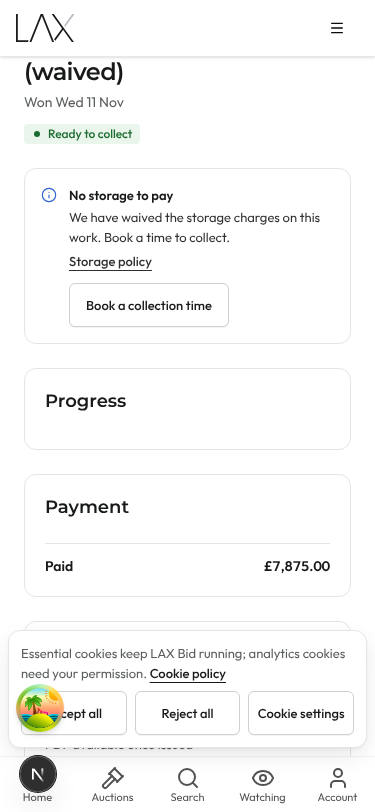 LAX
(waived)
Won Wed 11 Nov
Ready to collect
No storage to pay
We have waived the storage charges on this
work. Book a time to collect.
Storage policy
Book a collection time
Progress
Payment
Paid £7,875.00
Essential cookies keep LAX Bid running; analytics cookies
need your permission. Cookie policy
all Reject all Cookie settings
N
Home Auctions Search Watching Account